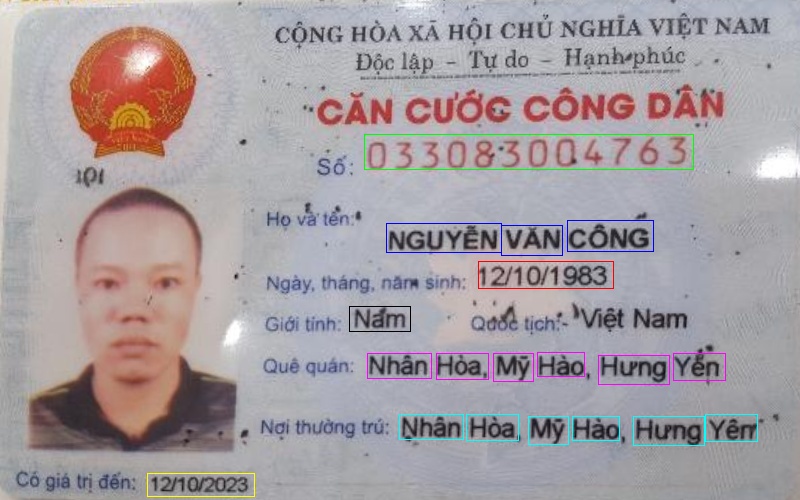 CỘNG HÒA XÃ HỘI CHỦ NGHĨA VIỆT NAM
Độc lập - Tự do - Hạnh phúc
CĂN CƯỚC CÔNG DÂN
Số: 033083004763
Họ và tên:
NGUYỄN VĂN CÔNG
Ngày, tháng, năm sinh: 12/10/1983
Giới tính: Nam Quốc tịch: Việt Nam
Quê quán: Nhân Hòa, Mỹ Hào, Hưng Yên
Nơi thường trú: Nhân Hòa, Mỹ Hào, Hưng Yên
Có giá trị đến: 12/10/2023